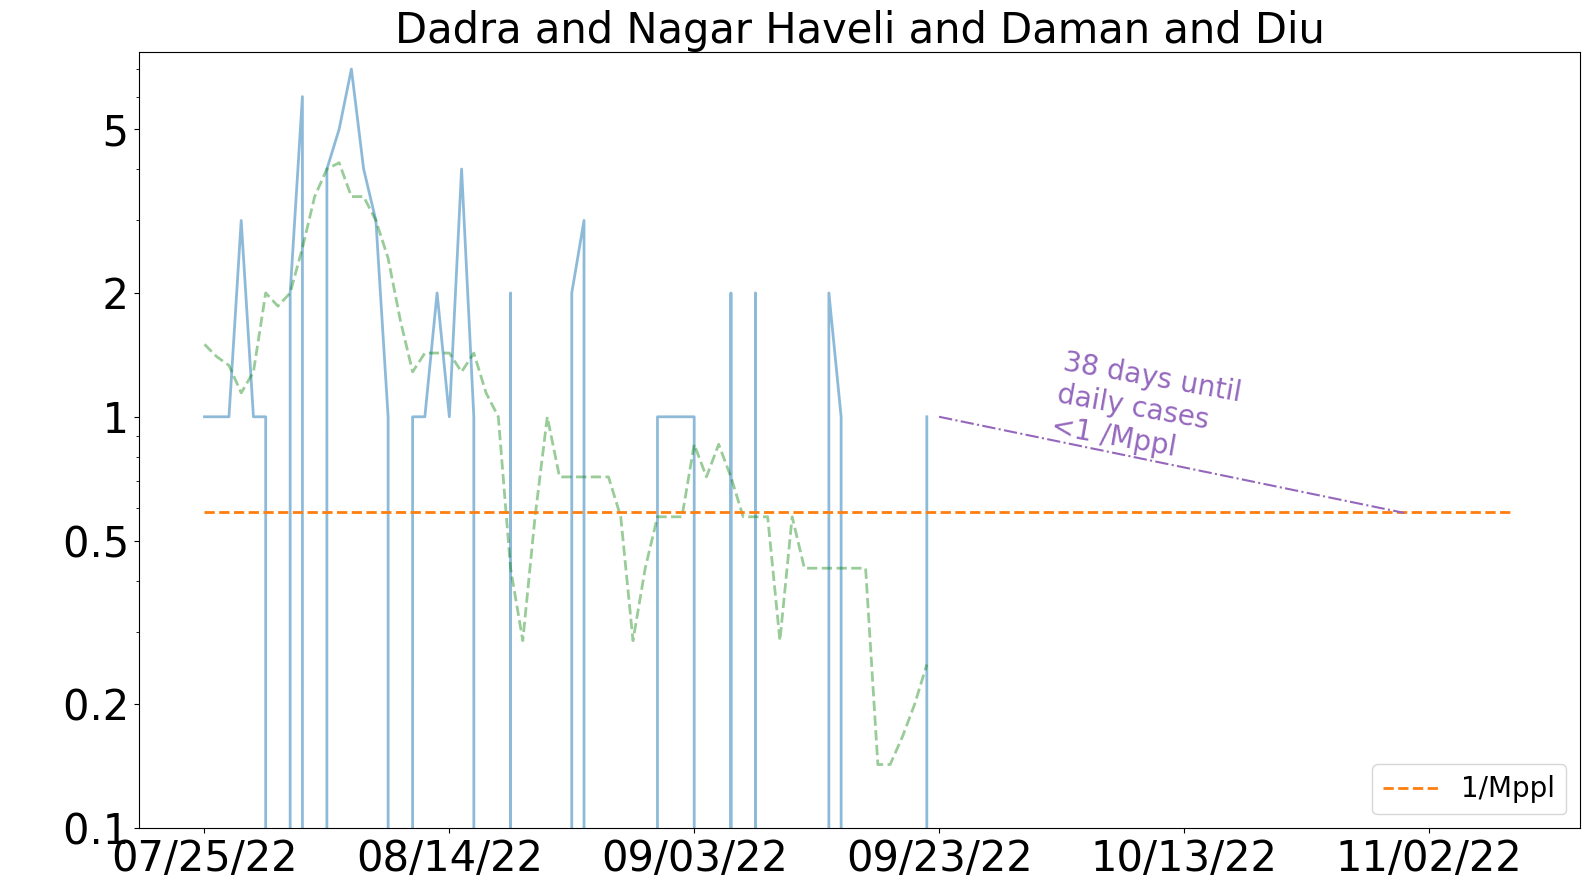 Dadra and Nagar Haveli and Daman and Diu
5
2
1
0.5
0.2
0.1
38 days until
daily cases
<1 /Mppl
1/Mppl
07/25/22
08/14/22
09/03/22
09/23/22
10/13/22
11/02/22